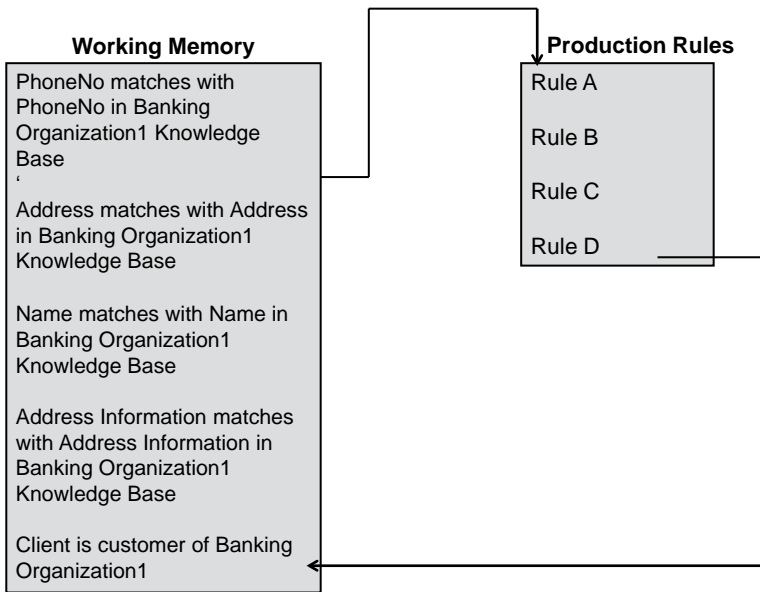 Working Memory
PhoneNo matches with
PhoneNo in Banking
Organization1 Knowledge
Base
‘
Address matches with Address
in Banking Organization1
Knowledge Base
Name matches with Name in
Banking Organization1
Knowledge Base
Address Information matches
with Address Information in
Banking Organization1
Knowledge Base
Client is customer of Banking
Organization1
Production Rules
Rule A
Rule B
Rule C
Rule D